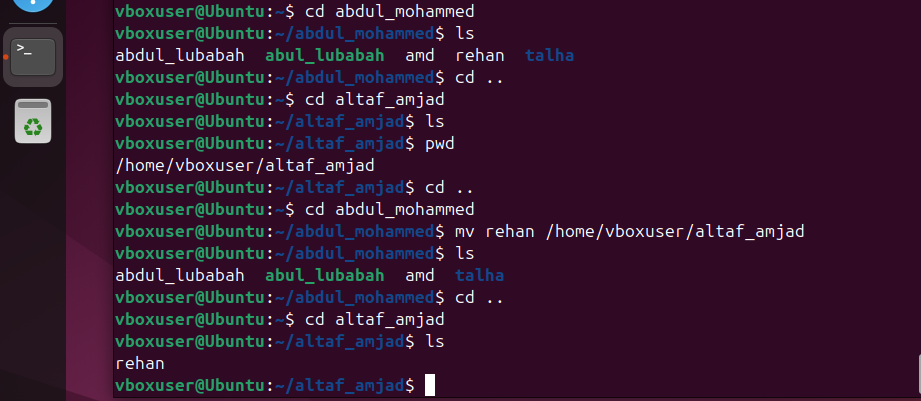 vboxuser@Ubuntu:~$ cd abdul_mohammed
vboxuser@Ubuntu:~/abdul_mohammed$ ls
abdul_lubabah  abul_lubabah  amd  rehan  talha
vboxuser@Ubuntu:~/abdul_mohammed$ cd ..
vboxuser@Ubuntu:~$ cd altaf_amjad
vboxuser@Ubuntu:~/altaf_amjad$ ls
vboxuser@Ubuntu:~/altaf_amjad$ pwd
/home/vboxuser/altaf_amjad
vboxuser@Ubuntu:~/altaf_amjad$ cd ..
vboxuser@Ubuntu:~$ cd abdul_mohammed
vboxuser@Ubuntu:~/abdul_mohammed$ mv rehan /home/vboxuser/altaf_amjad
vboxuser@Ubuntu:~/abdul_mohammed$ ls
abdul_lubabah  abul_lubabah  amd  talha
vboxuser@Ubuntu:~/abdul_mohammed$ cd ..
vboxuser@Ubuntu:~$ cd altaf_amjad
vboxuser@Ubuntu:~/altaf_amjad$ ls
rehan
vboxuser@Ubuntu:~/altaf_amjad$